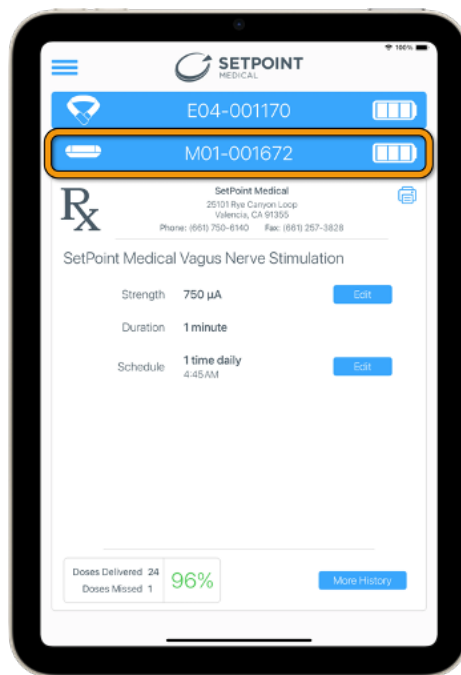 100%
SETPOINT
MEDICAL
E04-001170
M01-001672
Rx
SetPoint Medical
25101 Rye Canyon Loop
Valencia, CA 91355
Phone: (661) 750-6140 Fax: (661) 257-3828
SetPoint Medical Vagus Nerve Stimulation
Strength 750 µA Edit
Duration 1 minute
Schedule 1 time daily Edit
4:45AM
Doses Delivered 24
Doses Missed 1
96%
More History